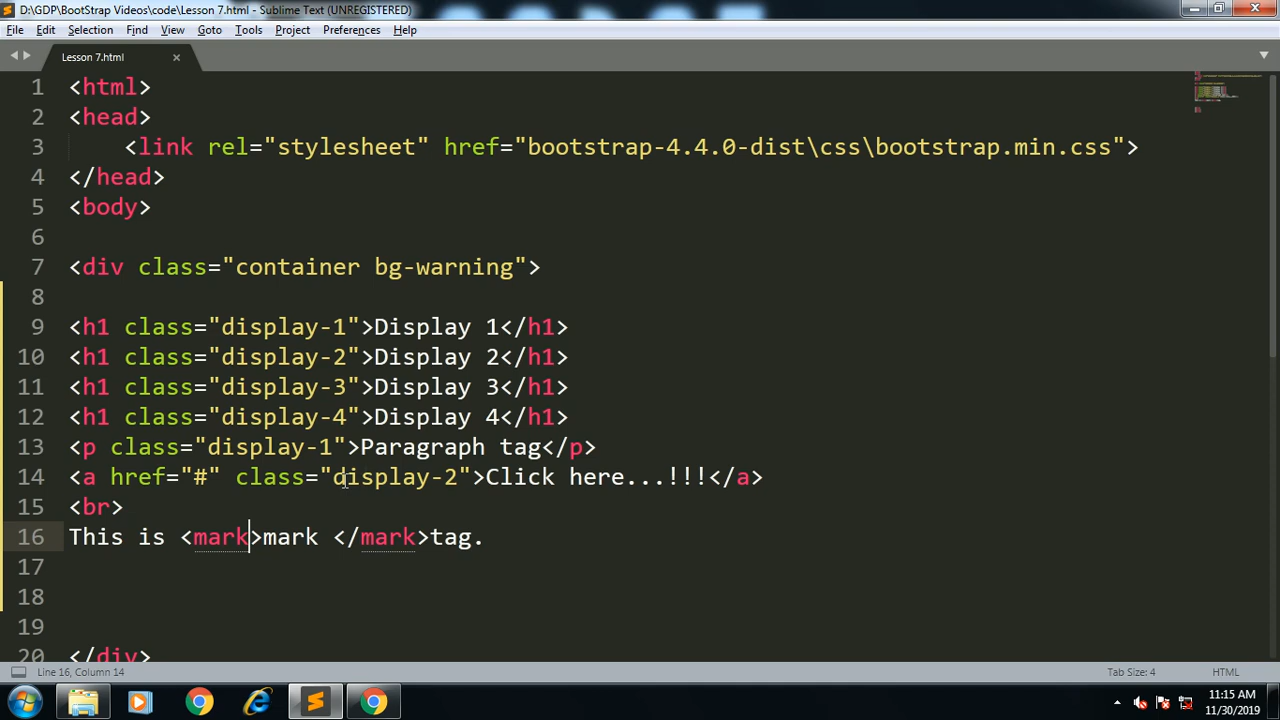 D:\GDP\BootStrap Videos\code\Lesson 7.html - Sublime Text (UNREGISTERED)
File Edit Selection Find View Goto Tools Project Preferences Help
Lesson 7.html
1 <html>
2 <head>
3 <link rel="stylesheet" href="bootstrap-4.4.0-dist\css\bootstrap.min.css">
4 </head>
5 <body>
6
7 <div class="container bg-warning">
8
9 <h1 class="display-1">Display 1</h1>
10 <h1 class="display-2">Display 2</h1>
11 <h1 class="display-3">Display 3</h1>
12 <h1 class="display-4">Display 4</h1>
13 <p class="display-1">Paragraph tag</p>
14 <a href="#" class="display-2">Click here...!!!</a>
15 <br>
16 This is <mark>mark </mark>tag.
17
18
19
20 </div>
Line 16, Column 14 Tab Size: 4 HTML
11:15 AM
11/30/2019